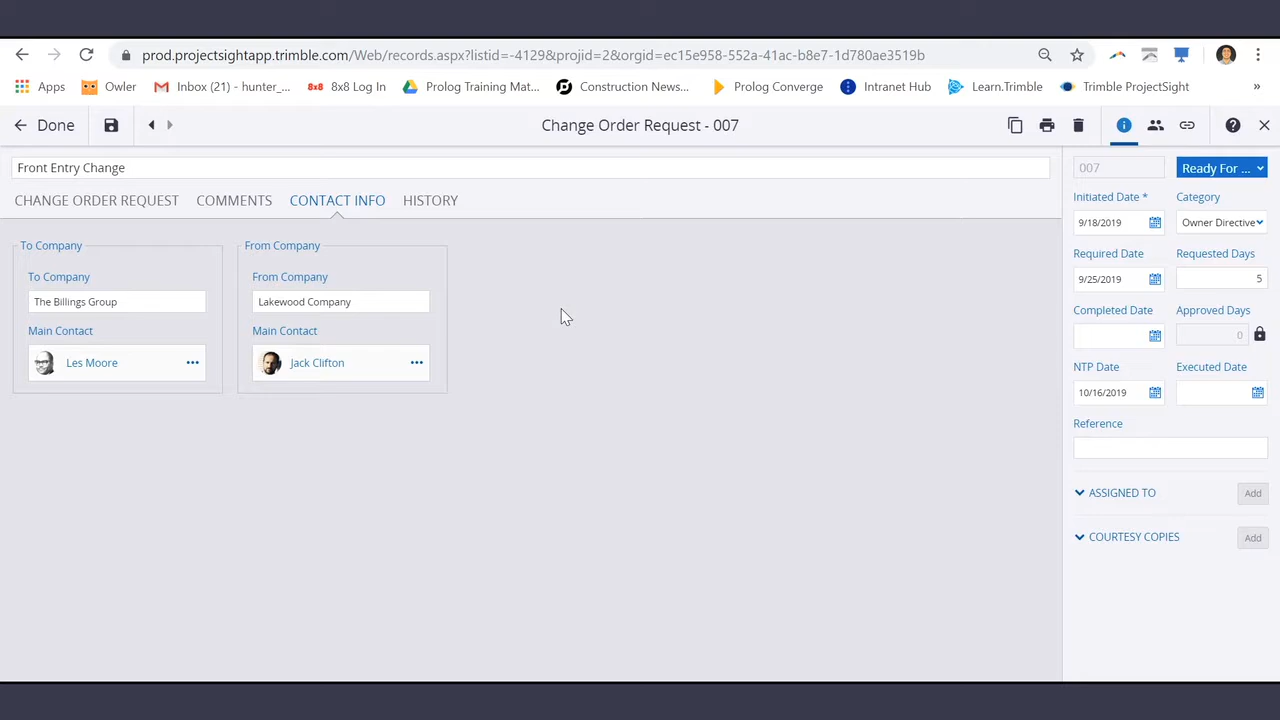 prod.projectsightapp.trimble.com/Web/records.aspx?listid=-4129&projid=2&orgid=ec15e958-552a-41ac-b8e7-1d780ae3519b
Apps Owler Inbox (21) - hunter_... 8x8 8x8 Log In Prolog Training Mat... Construction News... Prolog Converge Intranet Hub Learn.Trimble Trimble ProjectSight »
Done Change Order Request - 007
Front Entry Change
CHANGE ORDER REQUEST COMMENTS CONTACT INFO HISTORY
To Company From Company
To Company From Company
The Billings Group Lakewood Company
Main Contact Main Contact
Les Moore Jack Clifton
007 Ready For ...
Initiated Date * Category
9/18/2019 Owner Directive
Required Date Requested Days
9/25/2019 5
Completed Date Approved Days
0
NTP Date Executed Date
10/16/2019
Reference
ASSIGNED TO Add
COURTESY COPIES Add